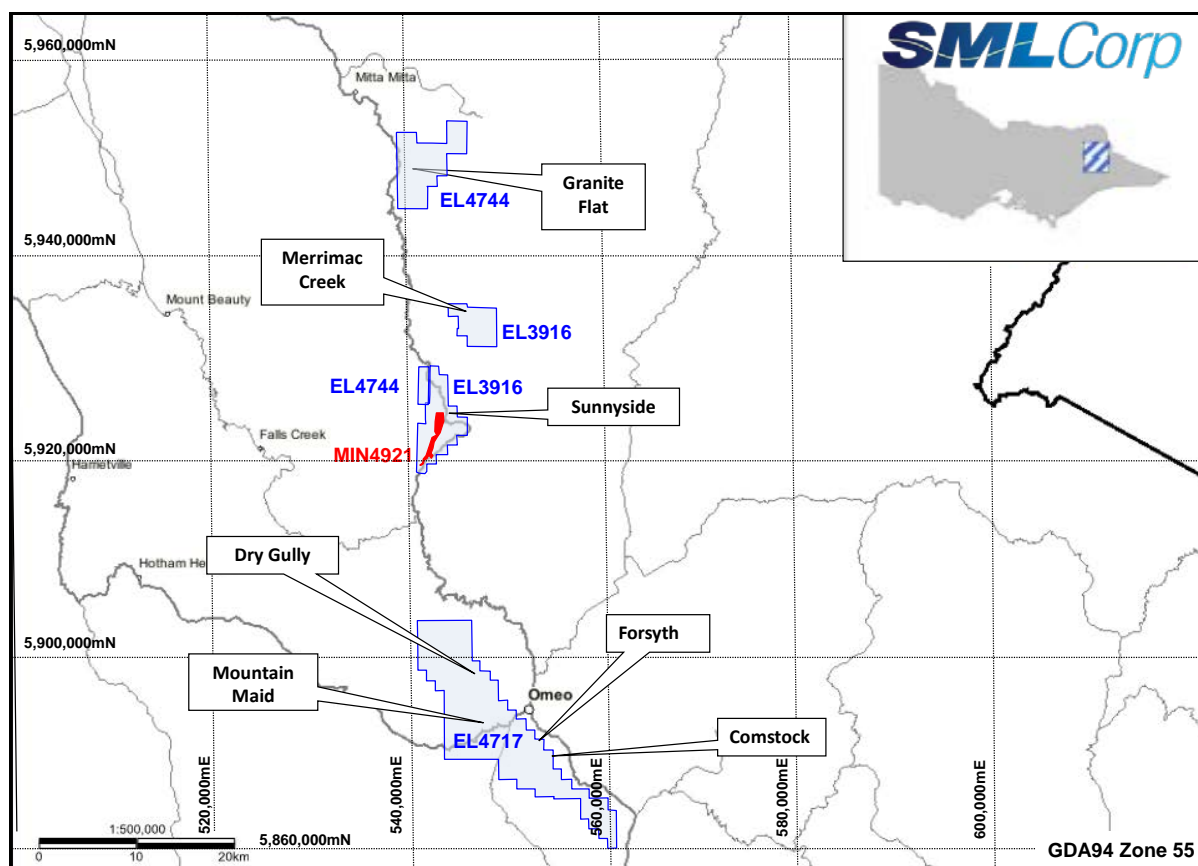 5,960,000mN
SMLCorp
Mitta Mitta
Granite
Flat
EL4744
5,940,000mN
Merrimac
Creek
Mount Beauty
EL3916
EL4744
EL3916
Sunnyside
Falls Creek
MIN4921
5,920,000mN
Harrietville
Dry Gully
Hotham He
Forsyth
5,900,000mN
Mountain
Maid
Omeo
EL4717
Comstock
520,000mE
540,000mE
560,000mE
580,000mE
600,000mE
1:500,000
5,860,000mN
0 10 20km
GDA94 Zone 55